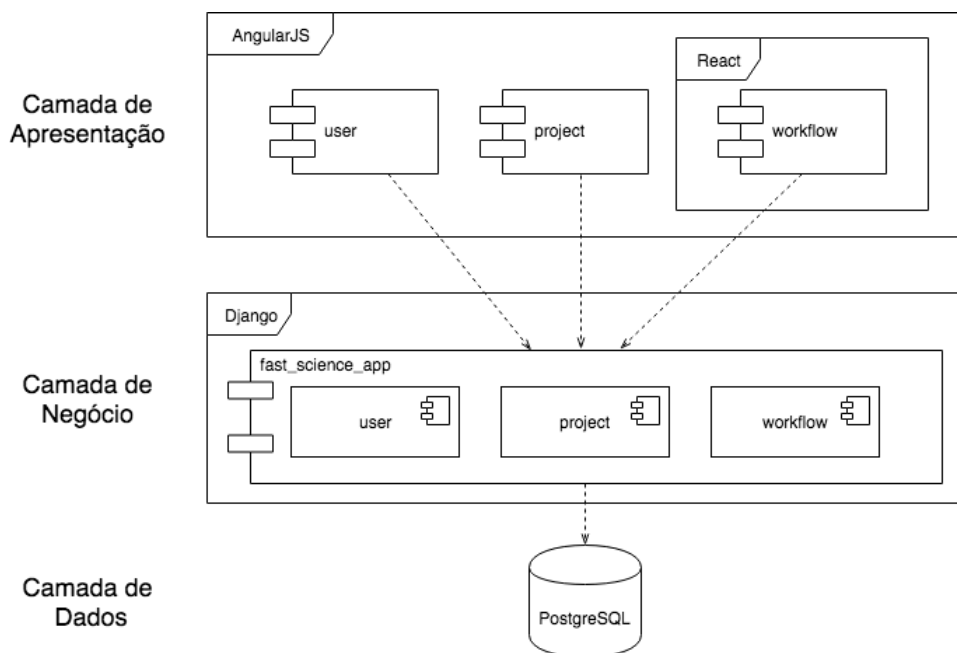 AngularJS
React
Camada de
Apresentação
user
project
workflow
Django
fast_science_app
Camada de
Negócio
user
project
workflow
Camada de
Dados
PostgreSQL